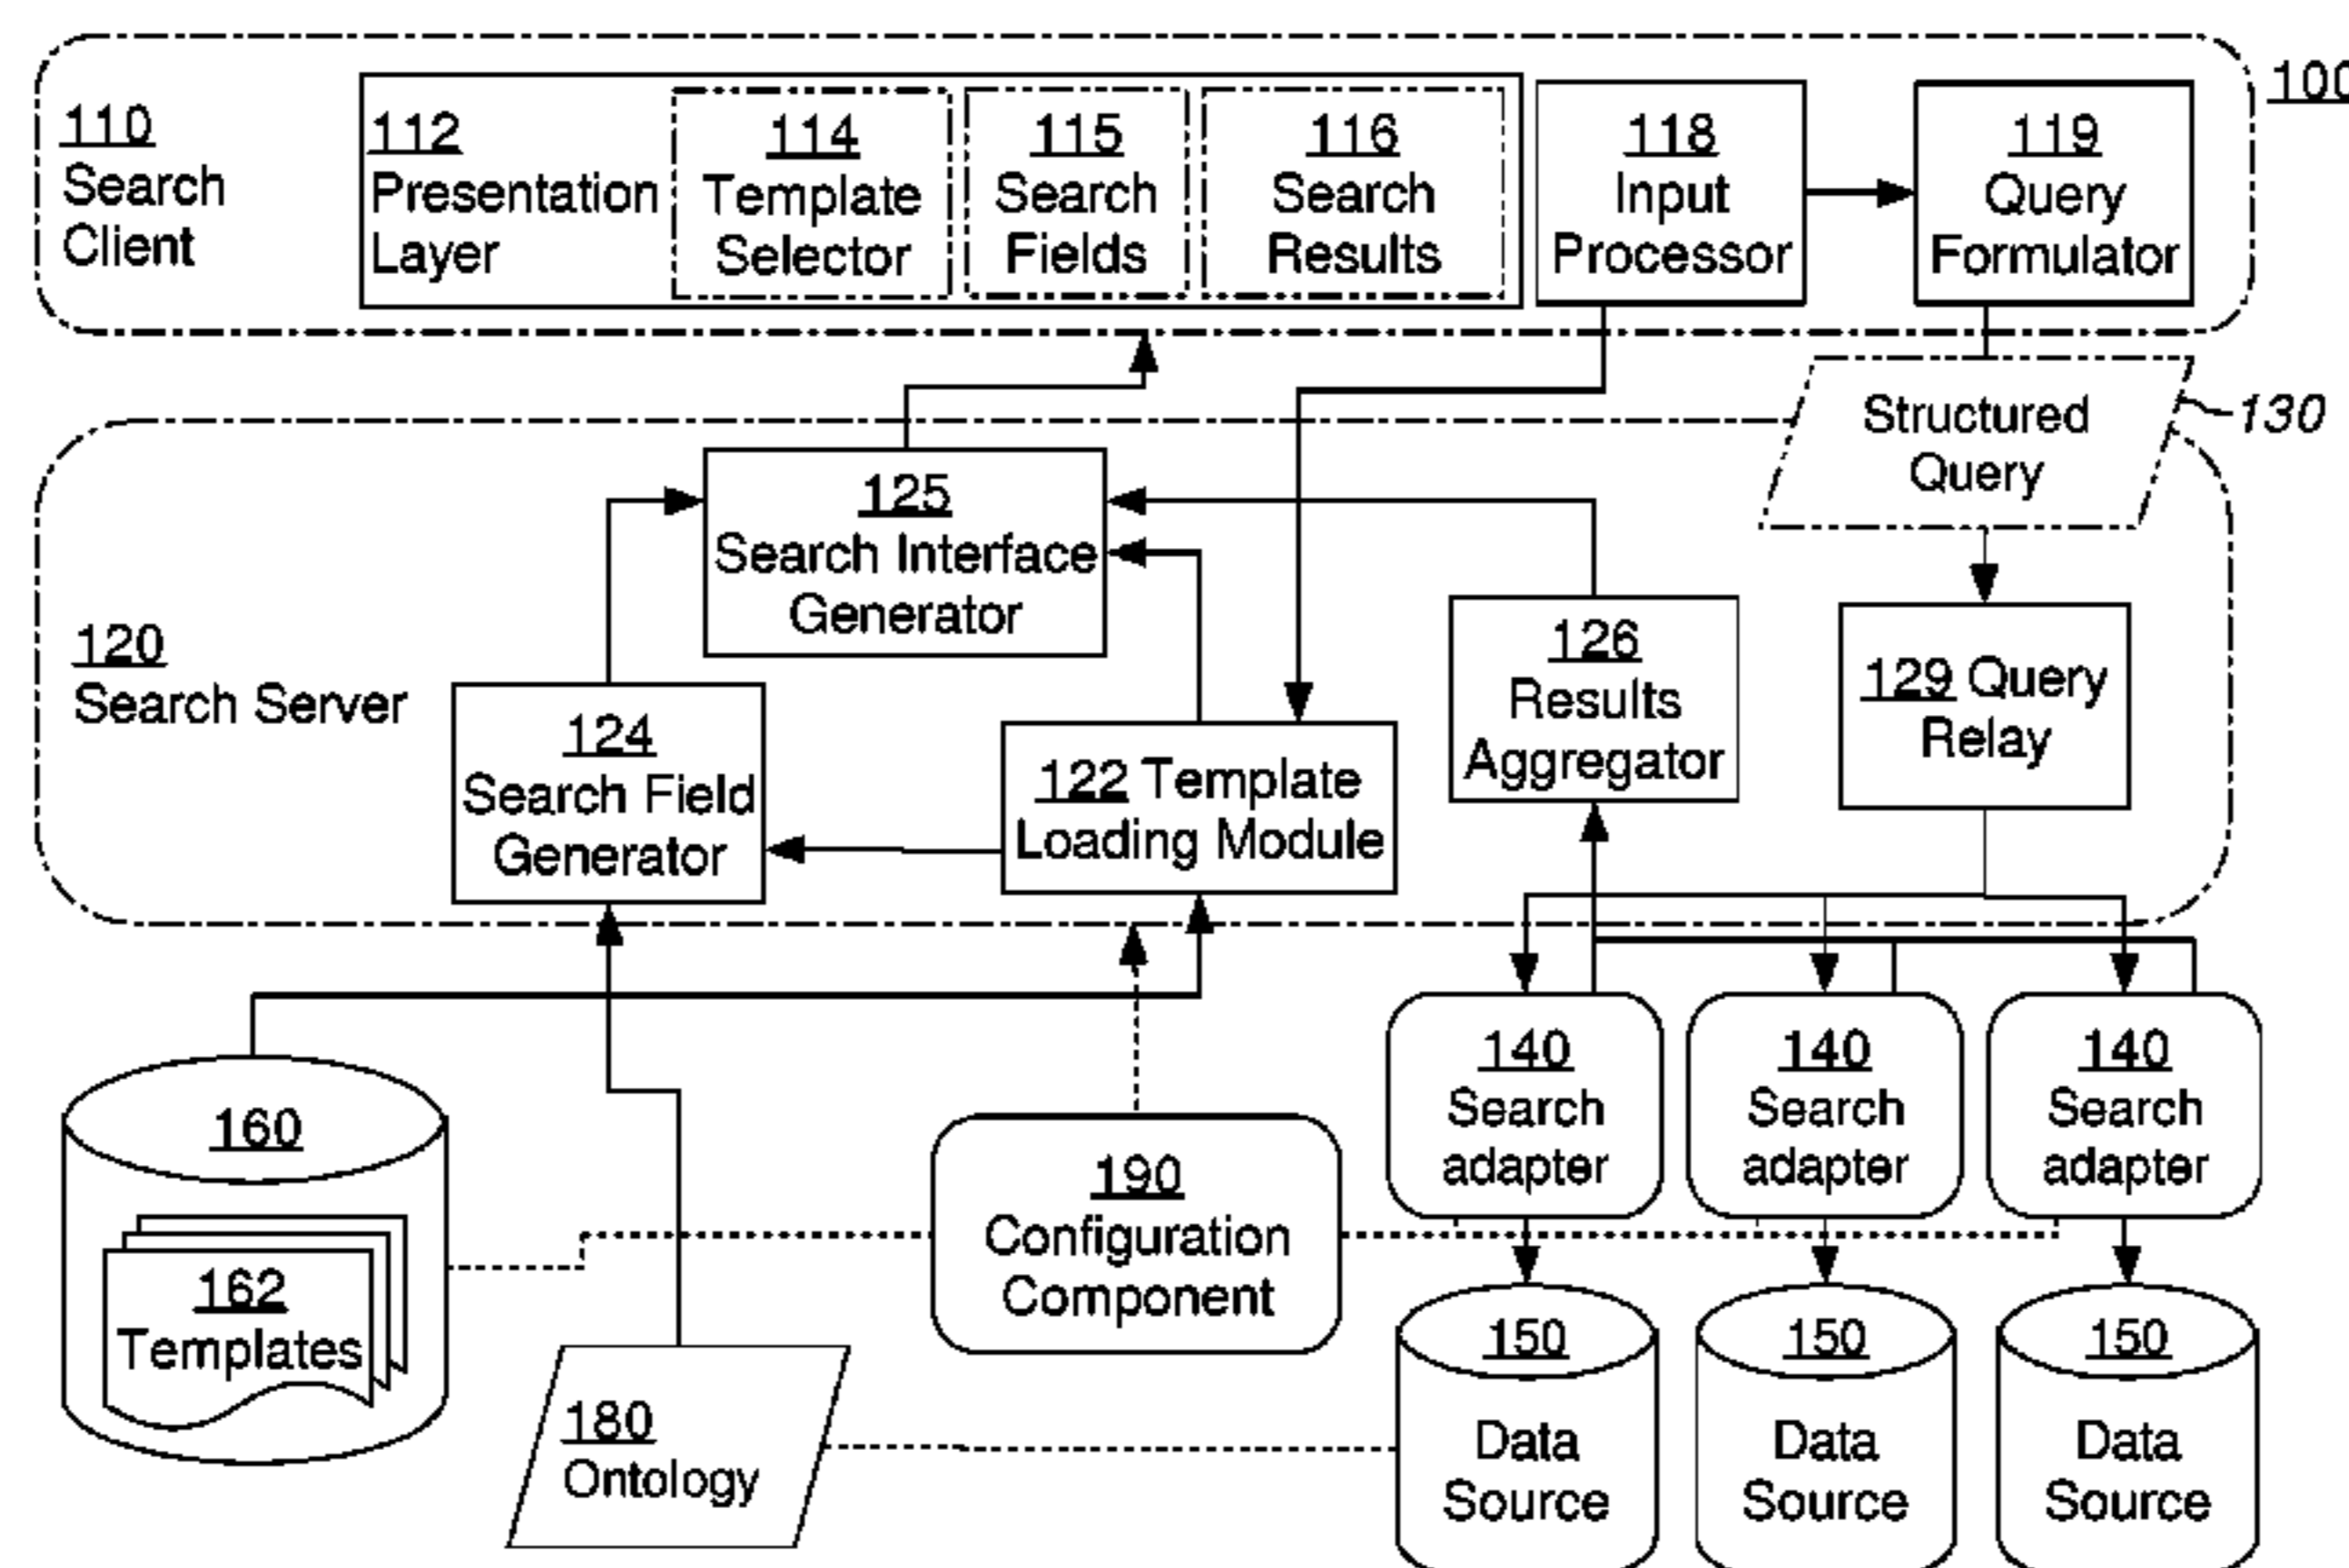 100
110
Search
Client
112
Presentation
Layer
114
Template
Selector
115
Search
Fields
116
Search
Results
118
Input
Processor
119
Query
Formulator
Structured
Query
130
120
Search Server
125
Search Interface
Generator
124
Search Field
Generator
122 Template
Loading Module
126
Results
Aggregator
129 Query
Relay
160
162
Templates
180
Ontology
190
Configuration
Component
140
Search
adapter
140
Search
adapter
140
Search
adapter
150
Data
Source
150
Data
Source
150
Data
Source